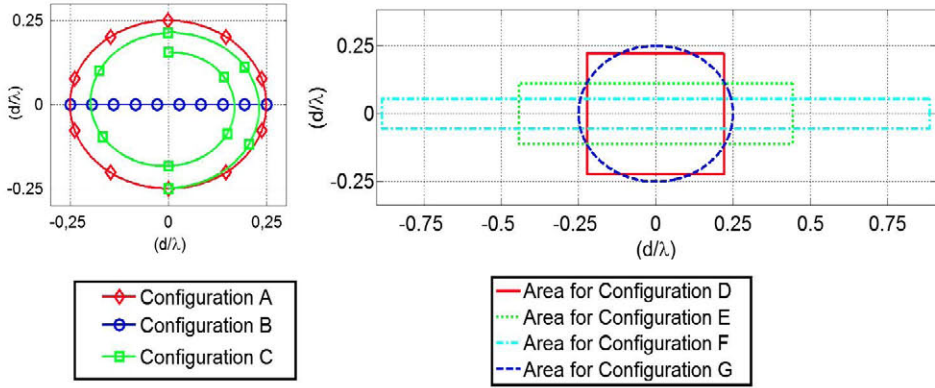 0.25
0
-0.25
-0,25
0
0,25
(d/λ)
(d/λ)
Configuration A
Configuration B
Configuration C
0.25
0
-0.25
-0.75
-0.5
-0.25
0
0.25
0.5
0.75
(d/λ)
(d/λ)
Area for Configuration D
Area for Configuration E
Area for Configuration F
Area for Configuration G